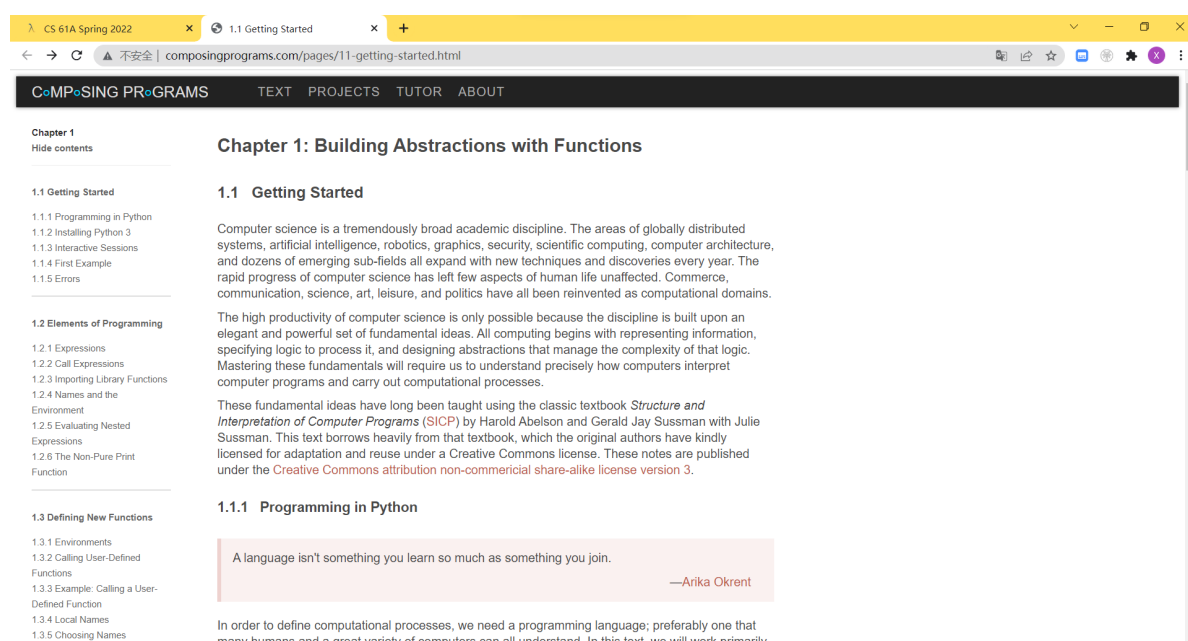 CS 61A Spring 2022
1.1 Getting Started
不安全
composingprograms.com/pages/11-getting-started.html
X
COMPOSING PROGRAMS TEXT PROJECTS TUTOR ABOUT
Chapter 1
Hide contents
1.1 Getting Started
1.1.1 Programming in Python
1.1.2 Installing Python 3
1.1.3 Interactive Sessions
1.1.4 First Example
1.1.5 Errors
1.2 Elements of Programming
1.2.1 Expressions
1.2.2 Call Expressions
1.2.3 Importing Library Functions
1.2.4 Names and the
Environment
1.2.5 Evaluating Nested
Expressions
1.2.6 The Non-Pure Print
Function
1.3 Defining New Functions
1.3.1 Environments
1.3.2 Calling User-Defined
Functions
1.3.3 Example: Calling a User-
Defined Function
1.3.4 Local Names
1.3.5 Choosing Names
Chapter 1: Building Abstractions with Functions
1.1 Getting Started
Computer science is a tremendously broad academic discipline. The areas of globally distributed
systems, artificial intelligence, robotics, graphics, security, scientific computing, computer architecture,
and dozens of emerging sub-fields all expand with new techniques and discoveries every year. The
rapid progress of computer science has left few aspects of human life unaffected. Commerce,
communication, science, art, leisure, and politics have all been reinvented as computational domains.
The high productivity of computer science is only possible because the discipline is built upon an
elegant and powerful set of fundamental ideas. All computing begins with representing information,
specifying logic to process it, and designing abstractions that manage the complexity of that logic.
Mastering these fundamentals will require us to understand precisely how computers interpret
computer programs and carry out computational processes.
These fundamental ideas have long been taught using the classic textbook Structure and
Interpretation of Computer Programs (SICP) by Harold Abelson and Gerald Jay Sussman with Julie
Sussman. This text borrows heavily from that textbook, which the original authors have kindly
licensed for adaptation and reuse under a Creative Commons license. These notes are published
under the Creative Commons attribution non-commericial share-alike license version 3.
1.1.1 Programming in Python
A language isn't something you learn so much as something you join.
—Arika Okrent
In order to define computational processes, we need a programming language; preferably one that
many humans and a great variety of computers can all understand. In this text, we will work primarily